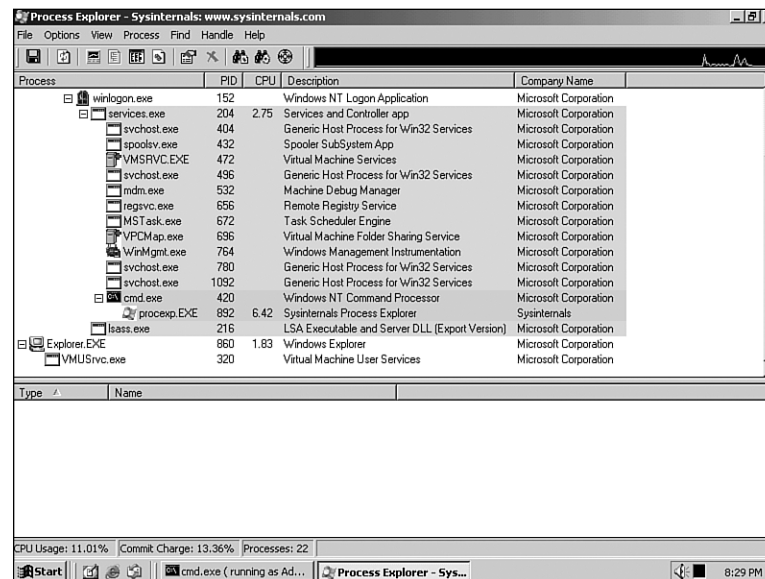 Process Explorer - Sysinternals: www.sysinternals.com
File Options View Process Find Handle Help
Process PID CPU Description Company Name
winlogon.exe 152 Windows NT Logon Application Microsoft Corporation
services.exe 204 2.75 Services and Controller app Microsoft Corporation
svchost.exe 404 Generic Host Process for Win32 Services Microsoft Corporation
spoolsv.exe 432 Spooler SubSystem App Microsoft Corporation
VMSRVC.EXE 472 Virtual Machine Services Microsoft Corporation
svchost.exe 496 Generic Host Process for Win32 Services Microsoft Corporation
mdm.exe 532 Machine Debug Manager Microsoft Corporation
regsvc.exe 656 Remote Registry Service Microsoft Corporation
MSTask.exe 672 Task Scheduler Engine Microsoft Corporation
VPCMap.exe 696 Virtual Machine Folder Sharing Service Microsoft Corporation
WinMgmt.exe 764 Windows Management Instrumentation Microsoft Corporation
svchost.exe 780 Generic Host Process for Win32 Services Microsoft Corporation
svchost.exe 1092 Generic Host Process for Win32 Services Microsoft Corporation
cmd.exe 420 Windows NT Command Processor Microsoft Corporation
procexp.EXE 892 6.42 Sysinternals Process Explorer Sysinternals
lsass.exe 216 LSA Executable and Server DLL (Export Version) Microsoft Corporation
Explorer.EXE 860 1.83 Windows Explorer Microsoft Corporation
VMUSrvc.exe 320 Virtual Machine User Services Microsoft Corporation
Type Name
CPU Usage: 11.01% Commit Charge: 13.36% Processes: 22
Start cmd.exe (running as Ad... Process Explorer - Sys... 8:29 PM